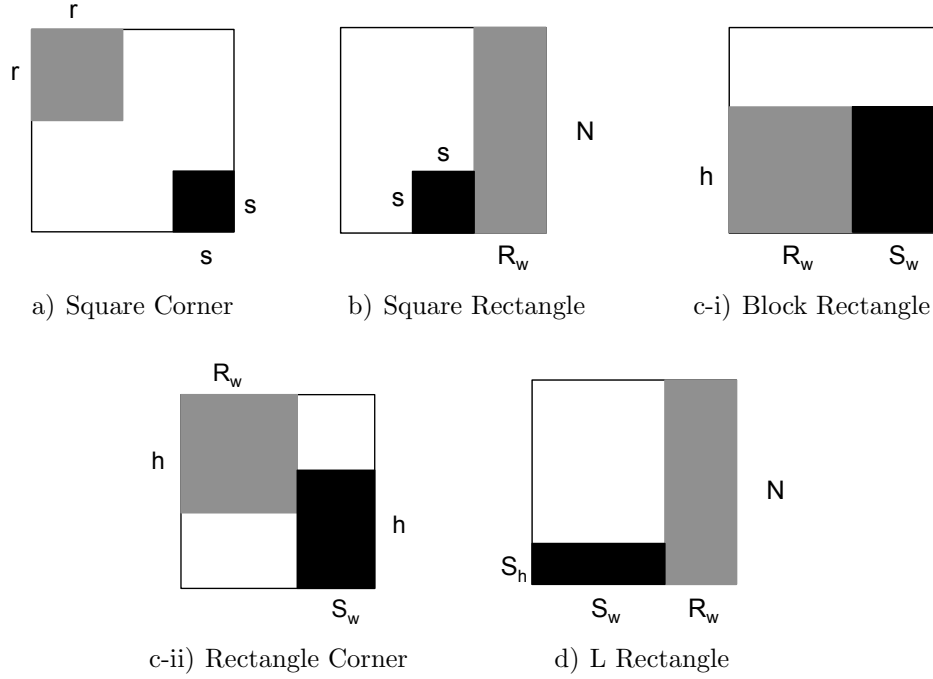 r
r
s
s
a) Square Corner
s
s
N
R_w
b) Square Rectangle
h
R_w S_w
c-i) Block Rectangle
R_w
h
h
S_w
c-ii) Rectangle Corner
N
S_h
S_w R_w
d) L Rectangle